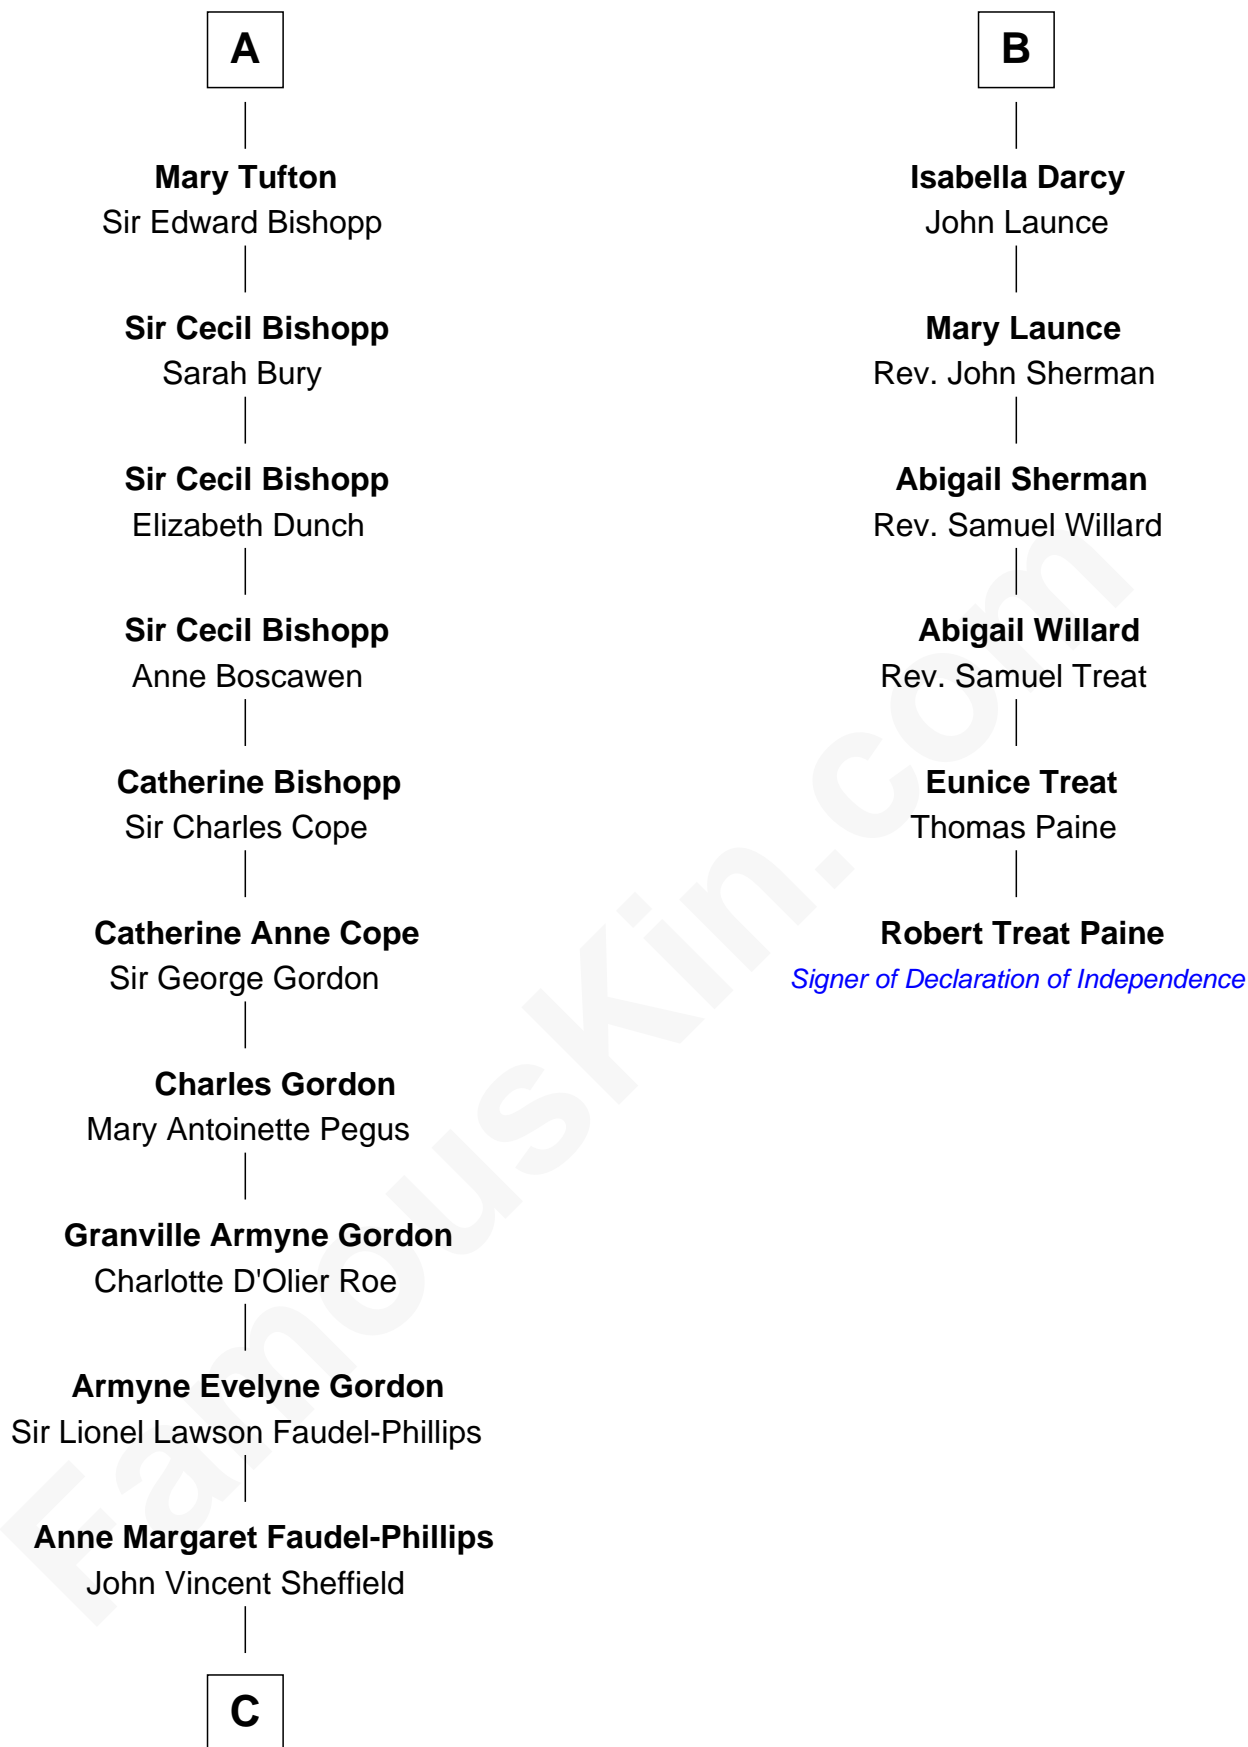 A
Mary Tufton
Sir Edward Bishopp
Sir Cecil Bishopp
Sarah Bury
Sir Cecil Bishopp
Elizabeth Dunch
Sir Cecil Bishopp
Anne Boscawen
Catherine Bishopp
Sir Charles Cope
Catherine Anne Cope
Sir George Gordon
Charles Gordon
Mary Antoinette Pegus
Granville Armyne Gordon
Charlotte D'Olier Roe
Armyne Evelyne Gordon
Sir Lionel Lawson Faudel-Phillips
Anne Margaret Faudel-Phillips
John Vincent Sheffield
C
B
Isabella Darcy
John Launce
Mary Launce
Rev. John Sherman
Abigail Sherman
Rev. Samuel Willard
Abigail Willard
Rev. Samuel Treat
Eunice Treat
Thomas Paine
Robert Treat Paine
Signer of Declaration of Independence
FamousKin.com